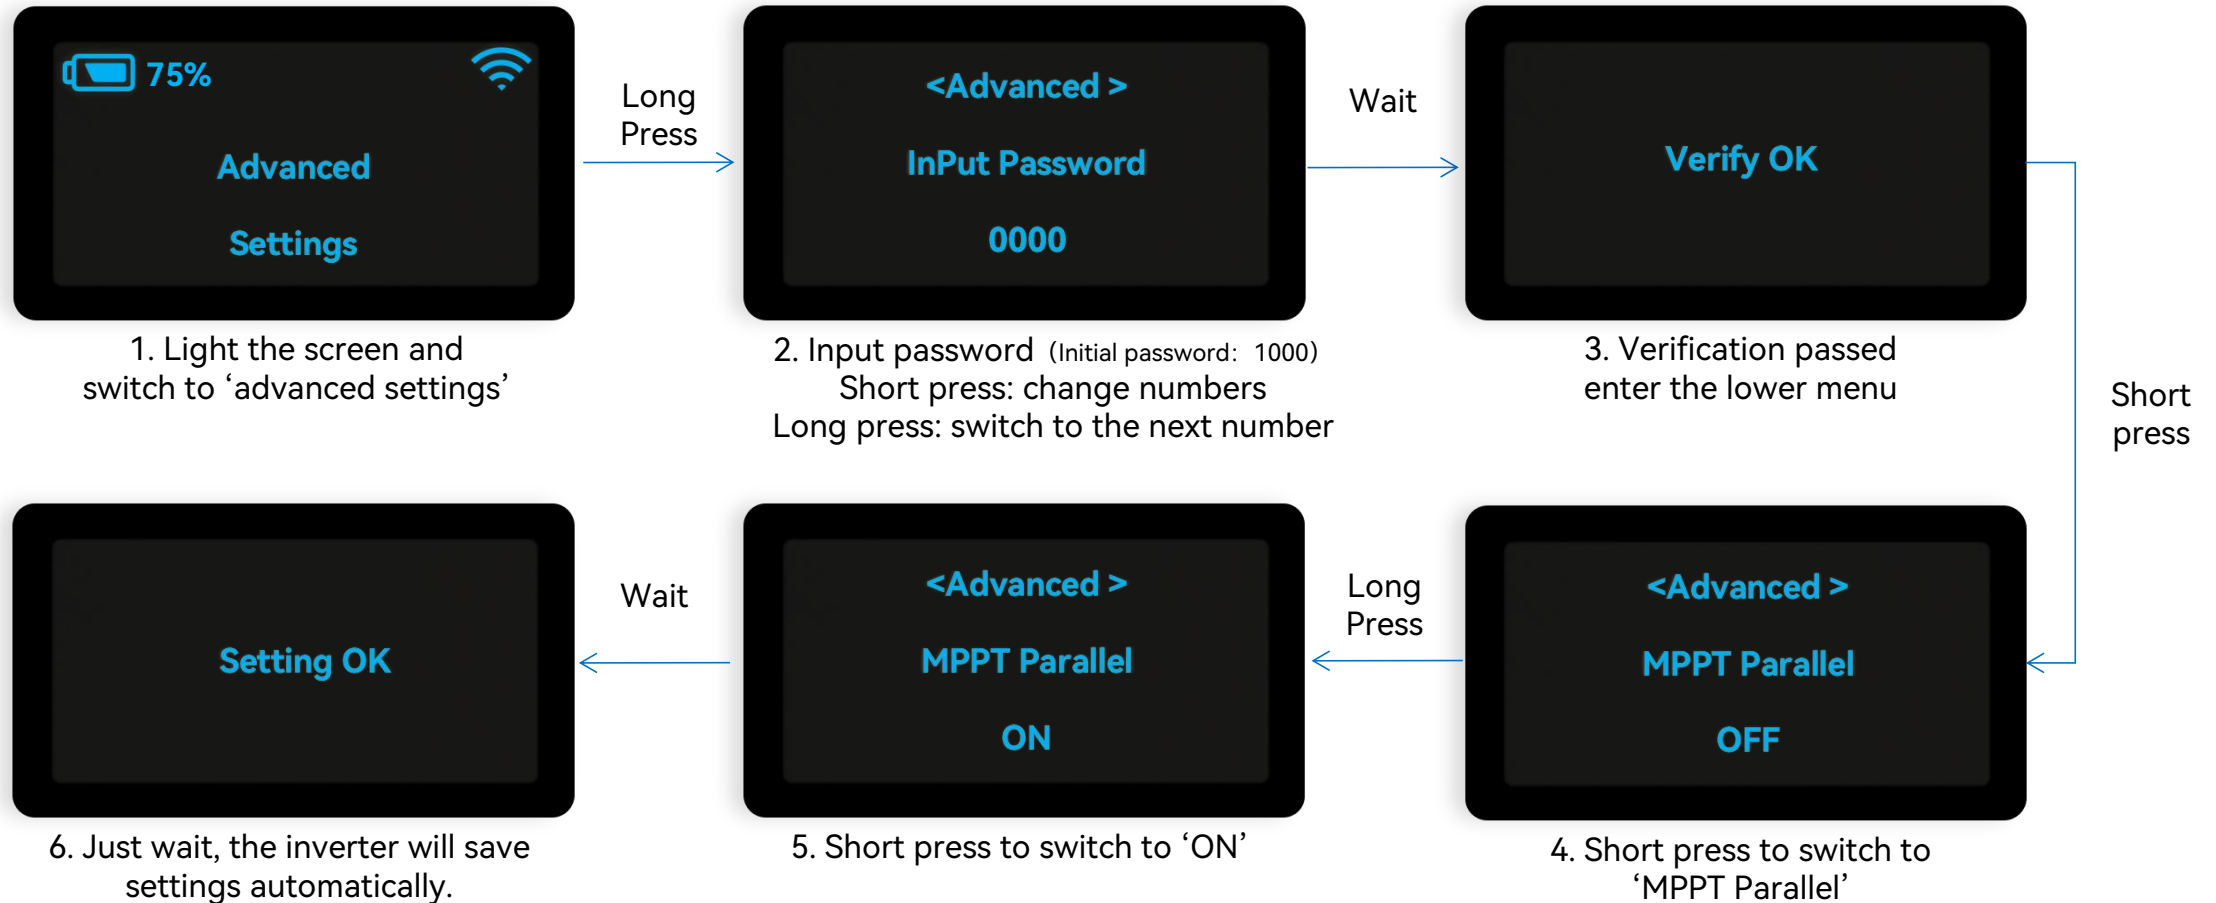 75%
Advanced
Settings
Long
Press
<Advanced >
InPut Password
0000
Wait
Verify OK
1. Light the screen and
switch to ‘advanced settings’
2. Input password（Initial password：1000）
Short press: change numbers
Long press: switch to the next number
3. Verification passed
enter the lower menu
Short
press
<Advanced >
MPPT Parallel
OFF
4. Short press to switch to
‘MPPT Parallel’
Long
Press
<Advanced >
MPPT Parallel
ON
5. Short press to switch to ‘ON’
Wait
Setting OK
6. Just wait, the inverter will save
settings automatically.